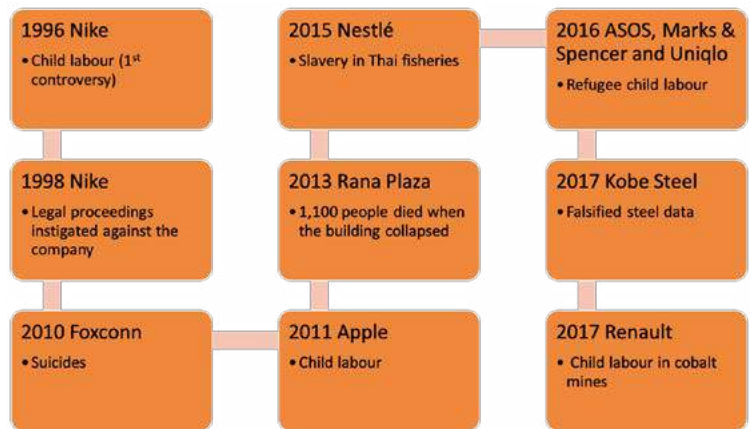 1996 Nike
• Child labour (1st
controversy)
1998 Nike
• Legal proceedings
instigated against the
company
2010 Foxconn
• Suicides
2011 Apple
• Child labour
2013 Rana Plaza
• 1,100 people died when
the building collapsed
2015 Nestlé
• Slavery in Thai fisheries
2016 ASOS, Marks &
Spencer and Uniqlo
• Refugee child labour
2017 Kobe Steel
• Falsified steel data
2017 Renault
• Child labour in cobalt
mines